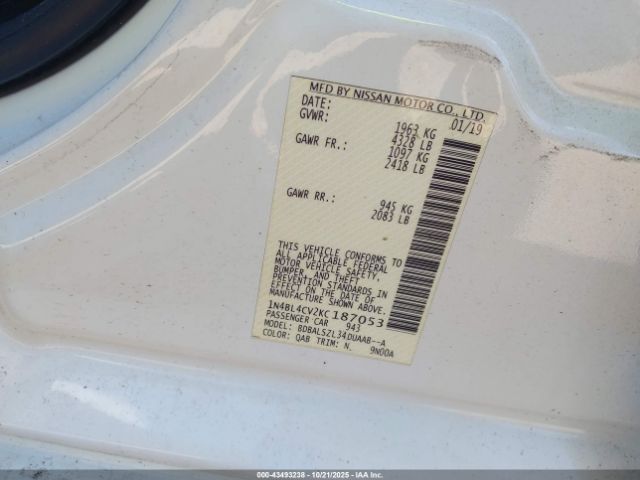 MFD BY NISSAN MOTOR CO., LTD.
DATE: 01/19
GVWR: 1963 KG
4328 LB
GAWR FR.: 1097 KG
2418 LB
GAWR RR.: 945 KG
2083 LB
THIS VEHICLE CONFORMS TO
ALL APPLICABLE FEDERAL
MOTOR VEHICLE SAFETY,
BUMPER, AND THEFT
PREVENTION STANDARDS IN
EFFECT ON THE DATE OF
MANUFACTURE SHOWN ABOVE.
1N4BL4CV2KC187053
PASSENGER CAR 943
MODEL: BDBALSZL34DUAAB--A
COLOR: QAB TRIM: N. 9N00A
000-43493238 - 10/21/2025 - IAA Inc.